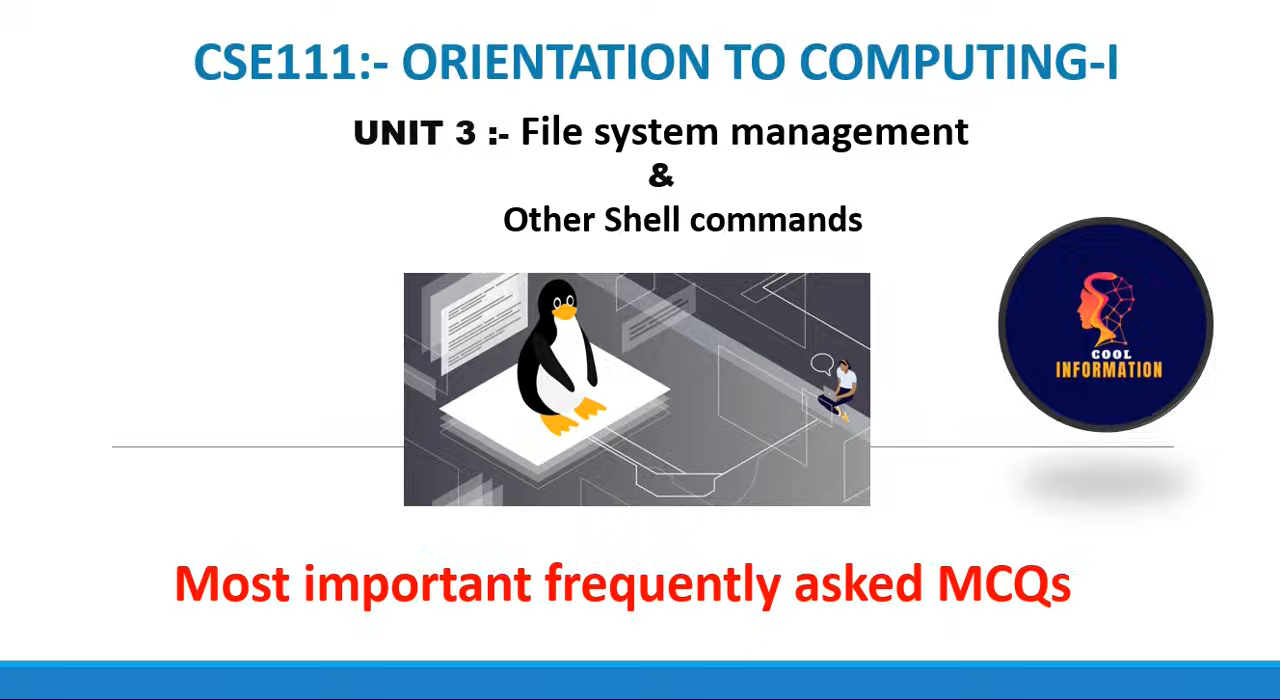 CSE111:- ORIENTATION TO COMPUTING-I
UNIT 3 :- File system management
&
Other Shell commands
COOL
INFORMATION
Most important frequently asked MCQs